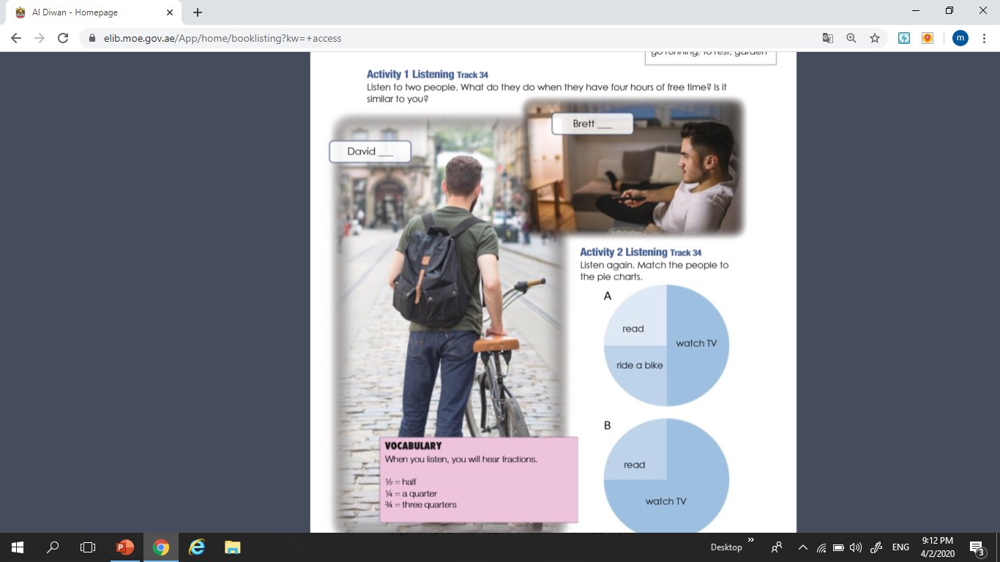 Al Diwan - Homepage
elib.moe.gov.ae/App/home/booklisting?kw=+access
m
go running, to rest, garden
Activity 1 Listening Track 34
Listen to two people. What do they do when they have four hours of free time? Is it
similar to you?
Brett ___
David ___
Activity 2 Listening Track 34
Listen again. Match the people to
the pie charts.
A
read
watch TV
ride a bike
B
read
watch TV
VOCABULARY
When you listen, you will hear fractions.
½ = half
¼ = a quarter
¾ = three quarters
Desktop
ENG
9:12 PM
4/2/2020
3